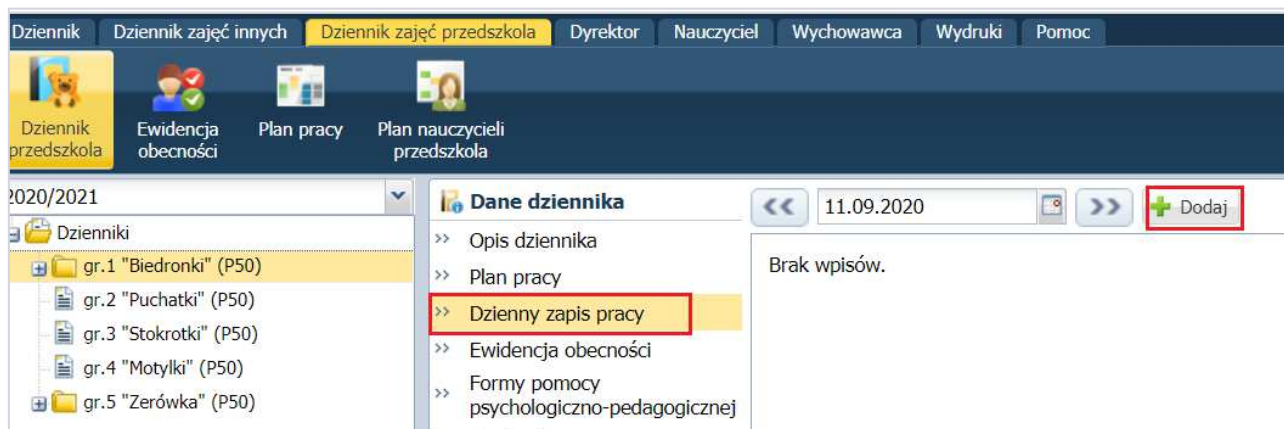 Dziennik Dziennik zajęć innych Dziennik zajęć przedszkola Dyrektor Nauczyciel Wychowawca Wydruki Pomoc
Dziennik przedszkola
Ewidencja obecności
Plan pracy
Plan nauczycieli przedszkola
2020/2021
Dzienniki
gr.1 "Biedronki" (P50)
gr.2 "Puchatki" (P50)
gr.3 "Stokrotki" (P50)
gr.4 "Motylki" (P50)
gr.5 "Zerówka" (P50)
Dane dziennika
Opis dziennika
Plan pracy
Dzienny zapis pracy
Ewidencja obecności
Formy pomocy
psychologiczno-pedagogicznej
11.09.2020 Dodaj
Brak wpisów.